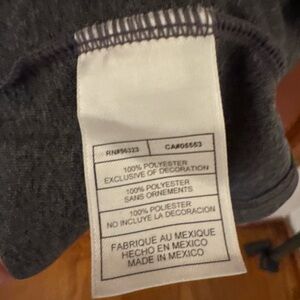 RN#56323 CA#05553
100% POLYESTER
EXCLUSIVE OF DECORATION
100% POLYESTER
SANS ORNEMENTS
100% POLIESTER
NO INCLUYE LA DECORACION
FABRIQUE AU MEXIQUE
HECHO EN MEXICO
MADE IN MEXICO